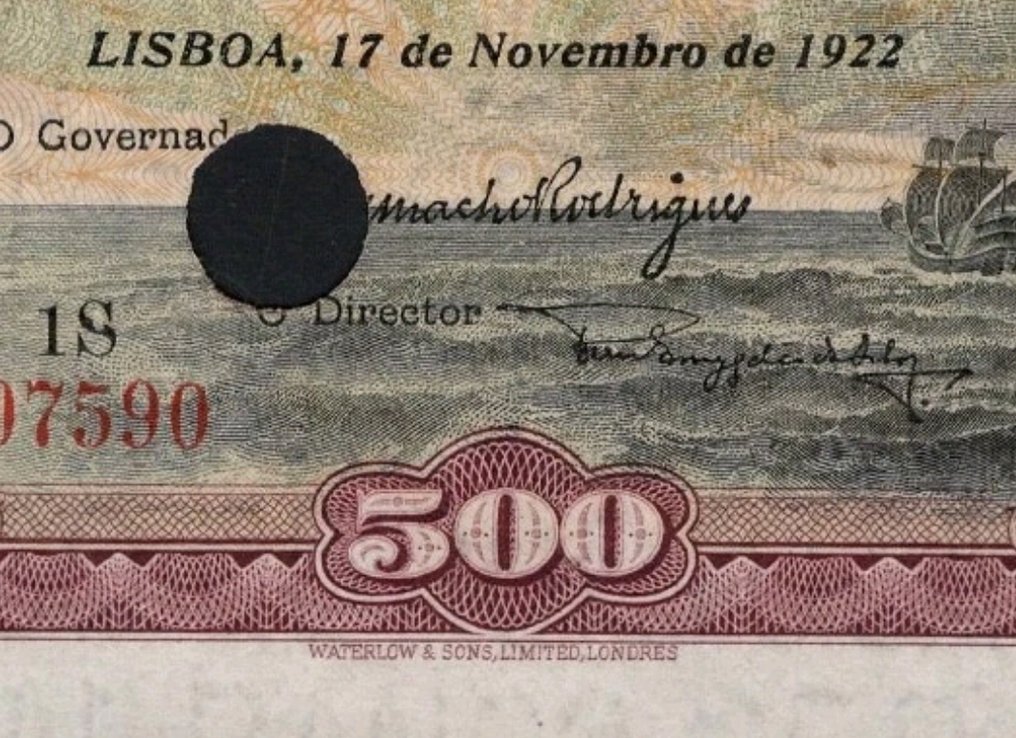 LISBOA, 17 de Novembro de 1922
O Governad
macho Rodrigues
O Director
1S
07590
500
WATERLOW & SONS, LIMITED, LONDRES